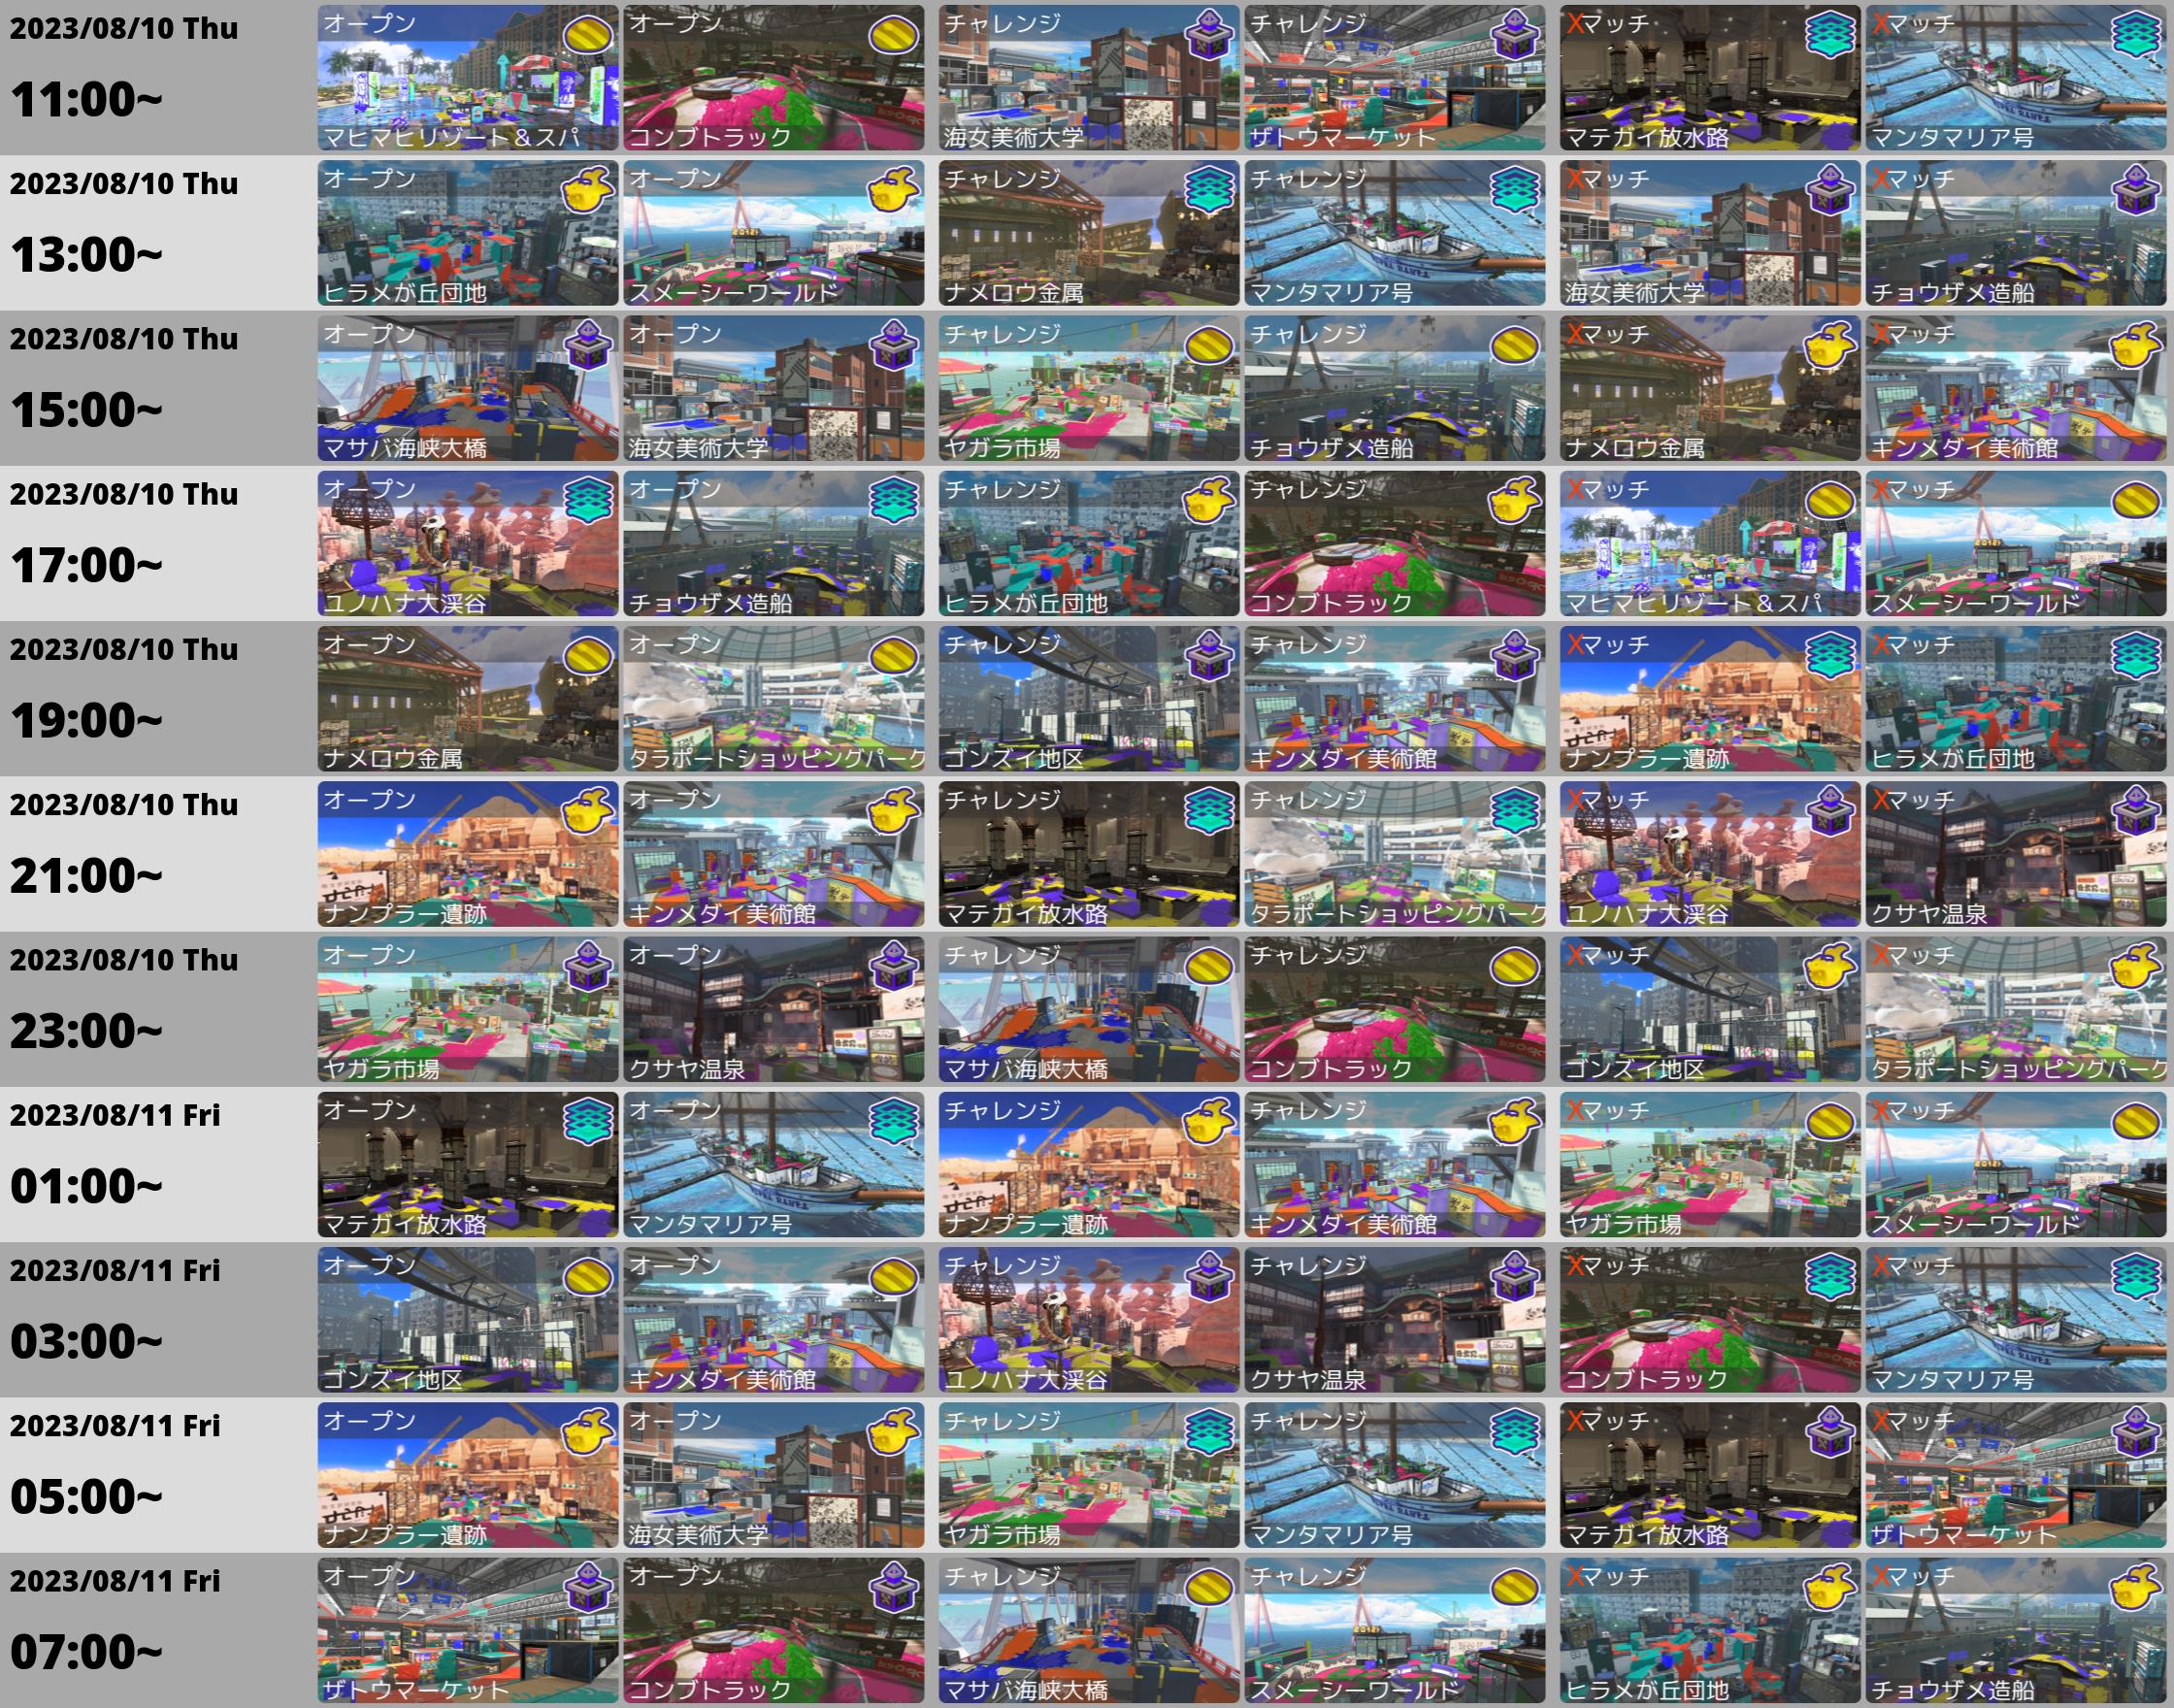 2023/08/10 Thu
11:00~
オープン
マヒマヒリゾート&スパ
オープン
コンブトラック
チャレンジ
海女美術大学
チャレンジ
ザトウマーケット
Xマッチ
マテガイ放水路
Xマッチ
マンタマリア号
2023/08/10 Thu
13:00~
オープン
ヒラメが丘団地
オープン
スメーシーワールド
チャレンジ
ナメロウ金属
チャレンジ
マンタマリア号
Xマッチ
海女美術大学
Xマッチ
チョウザメ造船
2023/08/10 Thu
15:00~
オープン
マサバ海峡大橋
オープン
海女美術大学
チャレンジ
ヤガラ市場
チャレンジ
チョウザメ造船
Xマッチ
ナメロウ金属
Xマッチ
キンメダイ美術館
2023/08/10 Thu
17:00~
オープン
ユノハナ大渓谷
オープン
チョウザメ造船
チャレンジ
ヒラメが丘団地
チャレンジ
コンブトラック
Xマッチ
マヒマヒリゾート&スパ
Xマッチ
スメーシーワールド
2023/08/10 Thu
19:00~
オープン
ナメロウ金属
オープン
タラポートショッピングパーク
チャレンジ
ゴンズイ地区
チャレンジ
キンメダイ美術館
Xマッチ
ナンプラー遺跡
Xマッチ
ヒラメが丘団地
2023/08/10 Thu
21:00~
オープン
ナンプラー遺跡
オープン
キンメダイ美術館
チャレンジ
マテガイ放水路
チャレンジ
タラポートショッピングパーク
Xマッチ
ユノハナ大渓谷
Xマッチ
クサヤ温泉
2023/08/10 Thu
23:00~
オープン
ヤガラ市場
オープン
クサヤ温泉
チャレンジ
マサバ海峡大橋
チャレンジ
コンブトラック
Xマッチ
ゴンズイ地区
Xマッチ
タラポートショッピングパーク
2023/08/11 Fri
01:00~
オープン
マテガイ放水路
オープン
マンタマリア号
チャレンジ
ナンプラー遺跡
チャレンジ
キンメダイ美術館
Xマッチ
ヤガラ市場
Xマッチ
スメーシーワールド
2023/08/11 Fri
03:00~
オープン
ゴンズイ地区
オープン
キンメダイ美術館
チャレンジ
ユノハナ大渓谷
チャレンジ
クサヤ温泉
Xマッチ
コンブトラック
Xマッチ
マンタマリア号
2023/08/11 Fri
05:00~
オープン
ナンプラー遺跡
オープン
海女美術大学
チャレンジ
ヤガラ市場
チャレンジ
マンタマリア号
Xマッチ
マテガイ放水路
Xマッチ
ザトウマーケット
2023/08/11 Fri
07:00~
オープン
ザトウマーケット
オープン
コンブトラック
チャレンジ
マサバ海峡大橋
チャレンジ
スメーシーワールド
Xマッチ
ヒラメが丘団地
Xマッチ
チョウザメ造船